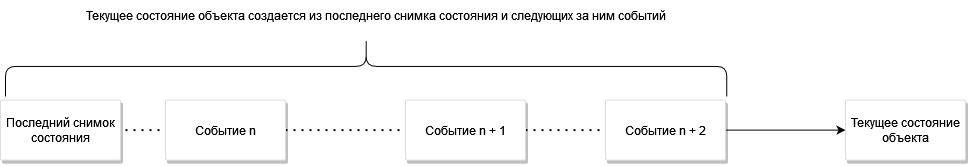 Текущее состояние объекта создается из последнего снимка состояния и следующих за ним событий
Последний снимок
состояния
Событие n
Событие n + 1
Событие n + 2
Текущее состояние
объекта